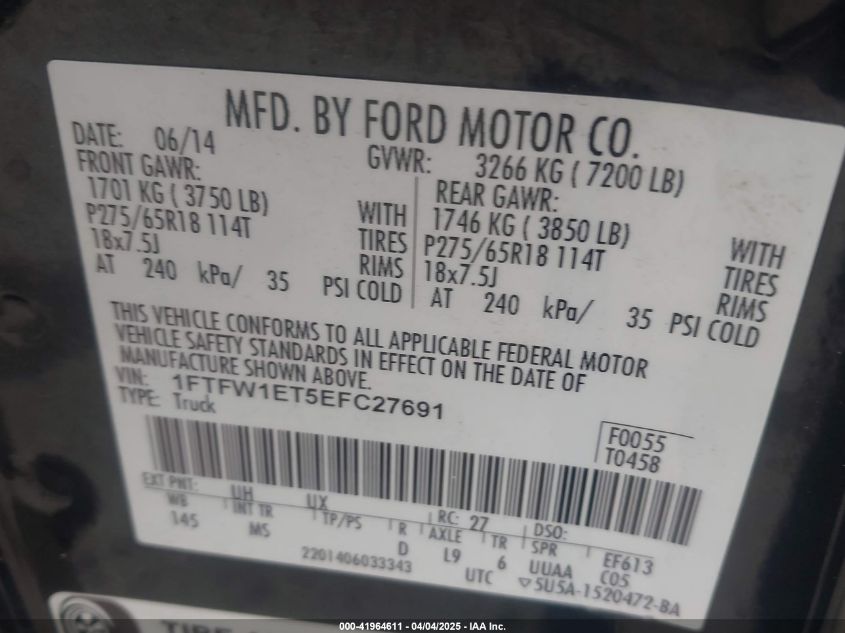 MFD. BY FORD MOTOR CO.
DATE: 06/14 GVWR: 3266 KG ( 7200 LB)
FRONT GAWR: REAR GAWR:
1701 KG ( 3750 LB) WITH 1746 KG ( 3850 LB) WITH
P275/65R18 114T TIRES P275/65R18 114T TIRES
18x7.5J RIMS 18x7.5J RIMS
AT 240 kPa/ 35 PSI COLD AT 240 kPa/ 35 PSI COLD
THIS VEHICLE CONFORMS TO ALL APPLICABLE FEDERAL MOTOR
VEHICLE SAFETY STANDARDS IN EFFECT ON THE DATE OF
MANUFACTURE SHOWN ABOVE.
VIN: 1FTFW1ET5EFC27691
TYPE: Truck
F0055
T0458
EXT PNT: UH UX RC: 27 DSO: EF613
WB INT TR TP/PS R AXLE TR SPR C05
145 MS D L9 6 UUAA
2201406033343 UTC ▽5U5A-1520472-BA
000-41964611 - 04/04/2025 - IAA Inc.